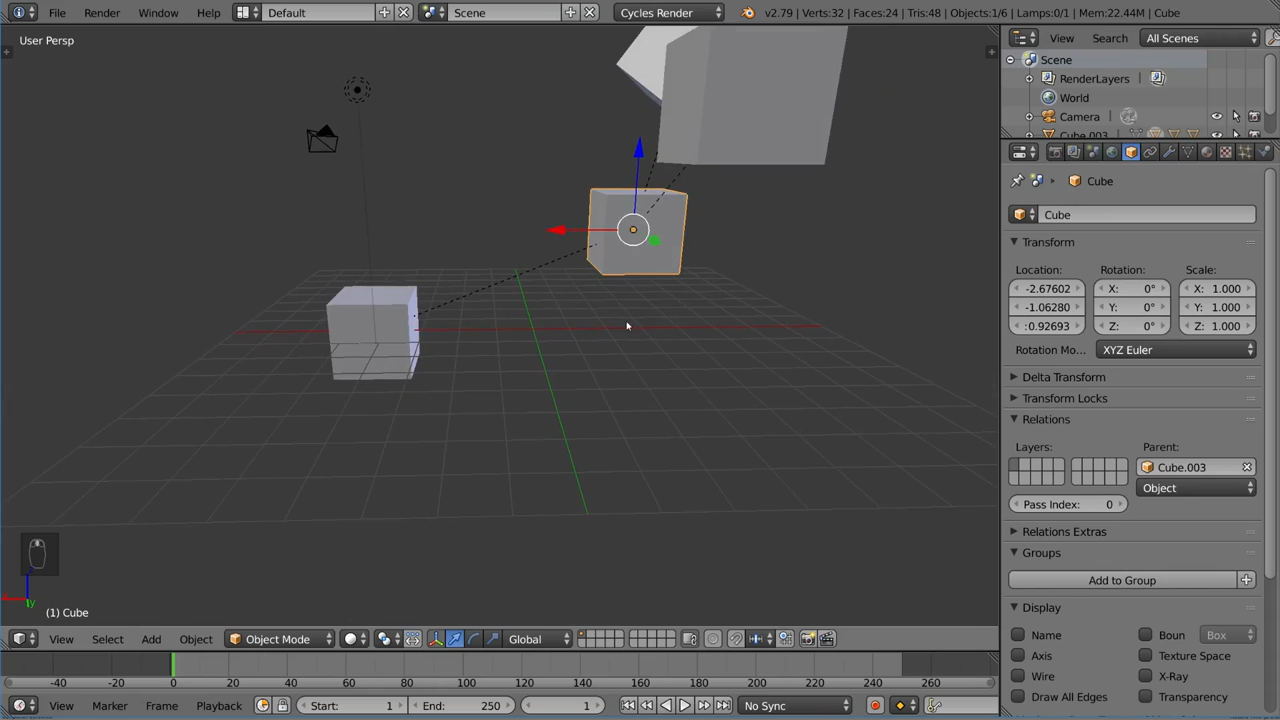 File Render Window Help Default Scene Cycles Render v2.79 | Verts:32 | Faces:24 | Tris:48 | Objects:1/6 | Lamps:0/1 | Mem:22.44M | Cube
User Persp
View Search All Scenes
Scene
RenderLayers
World
Camera
Cube.003
Cube
Cube
Transform
Location: Rotation: Scale:
-2.67602 X: 0° X: 1.000
-1.06280 Y: 0° Y: 1.000
:0.92693 Z: 0° Z: 1.000
Rotation Mo... XYZ Euler
Delta Transform
Transform Locks
Relations
Layers: Parent:
Cube.003
Object
Pass Index: 0
Relations Extras
Groups
Add to Group
Display
Name Boun Box
Axis Texture Space
Wire X-Ray
Draw All Edges Transparency
y
(1) Cube
View Select Add Object Object Mode Global
-40 -20 0 20 40 60 80 100 120 140 160 180 200 220 240 260
View Marker Frame Playback Start: 1 End: 250 1 No Sync